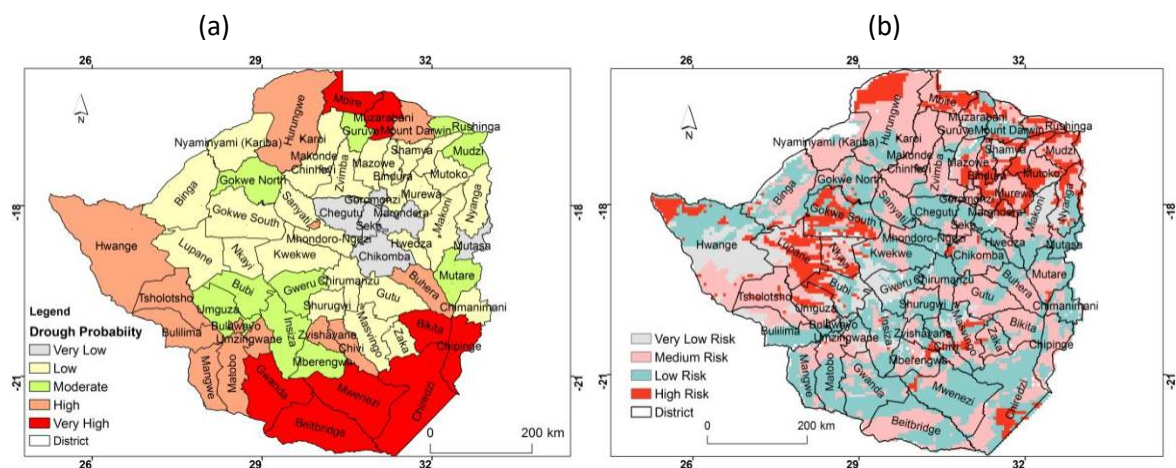 (a)
(b)
26 29 32
29 32
N
N
Mbire
Muzarabani
Hurungwe
Karoi
Guruve
Mount Darwin
Rushinga
Nyaminyami (Kariba)
Makonde
Chinhoyi
Zvimba
Mazowe
Shamva
Bindura
Mudzi
Mutoko
Binga
Gokwe North
Sanyati
Murewa
Goromonzi
Makoni
Nyanga
-18
Gokwe South
Chegutu
Marondera
Seke
Hwange
Mhondoro-Ngezi
Hwedza
Mutasa
Lupane
Nkayi
Kwekwe
Chikomba
Tsholotsho
Bubi
Gweru
Chirumanzu
Buhera
Mutare
Umguza
Shurugwi
Gutu
Chimanimani
Bulilima
Bulawayo
Umzingwane
Insiza
Zvishavane
Masvingo
Bikita
Chivi
Zaka
Chipinge
Mangwe
Matobo
Mberengwa
-21
Gwanda
Mwenezi
Chiredzi
Beitbridge
Legend
Drough Probabiity
Very Low
Low
Moderate
High
Very High
District
0 200 km
26 29 32
Mbire
Muzarabani
Hurungwe
Karoi
Guruve
Mount Darwin
Rushinga
Nyaminyami (Kariba)
Makonde
Chinhoyi
Zvimba
Mazowe
Shamva
Bindura
Mudzi
Mutoko
Binga
Gokwe North
Sanyati
Murewa
Makoni
Nyanga
-18
Gokwe South
Chegutu
Marondera
Seke
Hwange
Mhondoro-Ngezi
Hwedza
Mutasa
Lupane
Nkayi
Kwekwe
Chikomba
Tsholotsho
Bubi
Gweru
Chirumanzu
Buhera
Mutare
Umguza
Shurugwi
Gutu
Chimanimani
Bulilima
Bulawayo
Umzingwane
Insiza
Zvishavane
Masvingo
Bikita
Chivi
Zaka
Chipinge
Mangwe
Matobo
Mberengwa
-21
Gwanda
Mwenezi
Chiredzi
Beitbridge
Very Low Risk
Medium Risk
Low Risk
High Risk
District
0 200 km
29 32